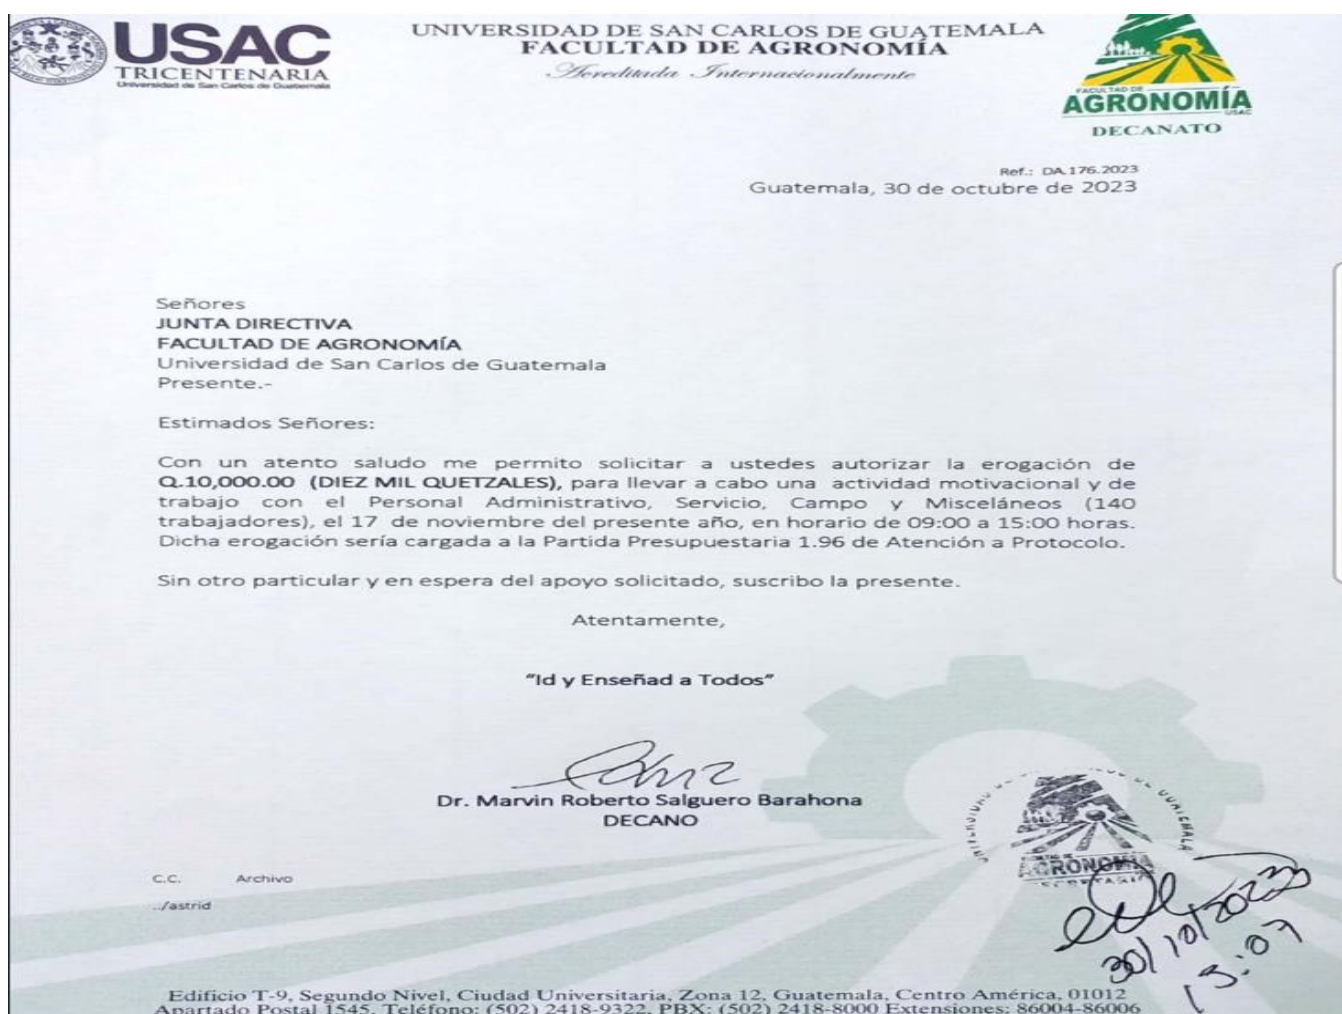 USAC
TRICENTENARIA
Universidad de San Carlos de Guatemala
UNIVERSIDAD DE SAN CARLOS DE GUATEMALA
FACULTAD DE AGRONOMÍA
Acreditada Internacionalmente
FACULTAD DE
AGRONOMÍA
USAC
DECANATO
Ref.: DA.176.2023
Guatemala, 30 de octubre de 2023
Señores
JUNTA DIRECTIVA
FACULTAD DE AGRONOMÍA
Universidad de San Carlos de Guatemala
Presente.-
Estimados Señores:
Con un atento saludo me permito solicitar a ustedes autorizar la erogación de
Q.10,000.00 (DIEZ MIL QUETZALES), para llevar a cabo una actividad motivacional y de
trabajo con el Personal Administrativo, Servicio, Campo y Misceláneos (140
trabajadores), el 17 de noviembre del presente año, en horario de 09:00 a 15:00 horas.
Dicha erogación sería cargada a la Partida Presupuestaria 1.96 de Atención a Protocolo.
Sin otro particular y en espera del apoyo solicitado, suscribo la presente.
Atentamente,
"Id y Enseñad a Todos"
Dr. Marvin Roberto Salguero Barahona
DECANO
C.C. Archivo
../astrid
AGRONOMÍA
30/10/2023
Edificio T-9, Segundo Nivel, Ciudad Universitaria, Zona 12, Guatemala, Centro América, 01012
Apartado Postal 1545, Teléfono: (502) 2418-9322, PBX: (502) 2418-8000 Extensiones: 86004-86006